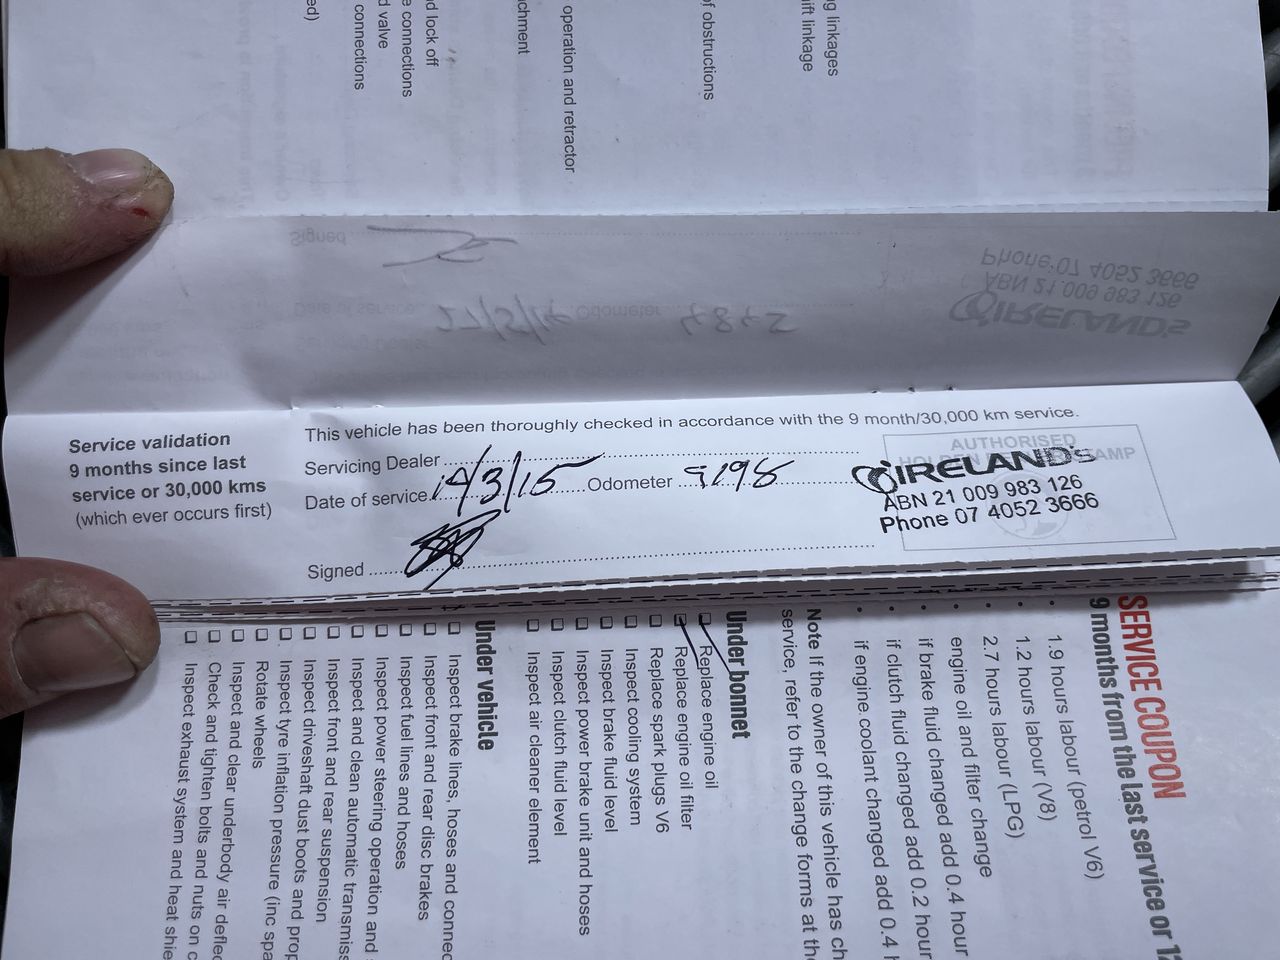 ed)
connections
d valve
e connections
d lock off
chment
operation and retractor
f obstructions
ift linkage
g linkages
Signed
Date of service 27/5/14 Odometer 4845
IRELAND's
ABN 21 009 983 126
Phone 07 4052 3666
Service validation
9 months since last
service or 30,000 kms
(which ever occurs first)
This vehicle has been thoroughly checked in accordance with the 9 month/30,000 km service.
Servicing Dealer
Date of service 19/3/15 Odometer 9198
Signed
AUTHORISED
IRELAND's
ABN 21 009 983 126
Phone 07 4052 3666
SERVICE COUPON
9 months from the last service or 12
1.9 hours labour (petrol V6)
1.2 hours labour (V8)
2.7 hours labour (LPG)
engine oil and filter change
if brake fluid changed add 0.4 hour
if clutch fluid changed add 0.2 hour
if engine coolant changed add 0.4 h
Note If the owner of this vehicle has ch
service, refer to the change forms at the
Under bonnet
Replace engine oil
Replace engine oil filter
Replace spark plugs V6
Inspect cooling system
Inspect brake fluid level
Inspect power brake unit and hoses
Inspect clutch fluid level
Inspect air cleaner element
Under vehicle
Inspect brake lines, hoses and connec
Inspect front and rear disc brakes
Inspect fuel lines and hoses
Inspect power steering operation and
Inspect and clean automatic transmiss
Inspect front and rear suspension
Inspect driveshaft dust boots and prop
Inspect tyre inflation pressure (inc spa
Rotate wheels
Inspect and clear underbody air deflec
Check and tighten bolts and nuts on c
Inspect exhaust system and heat shie